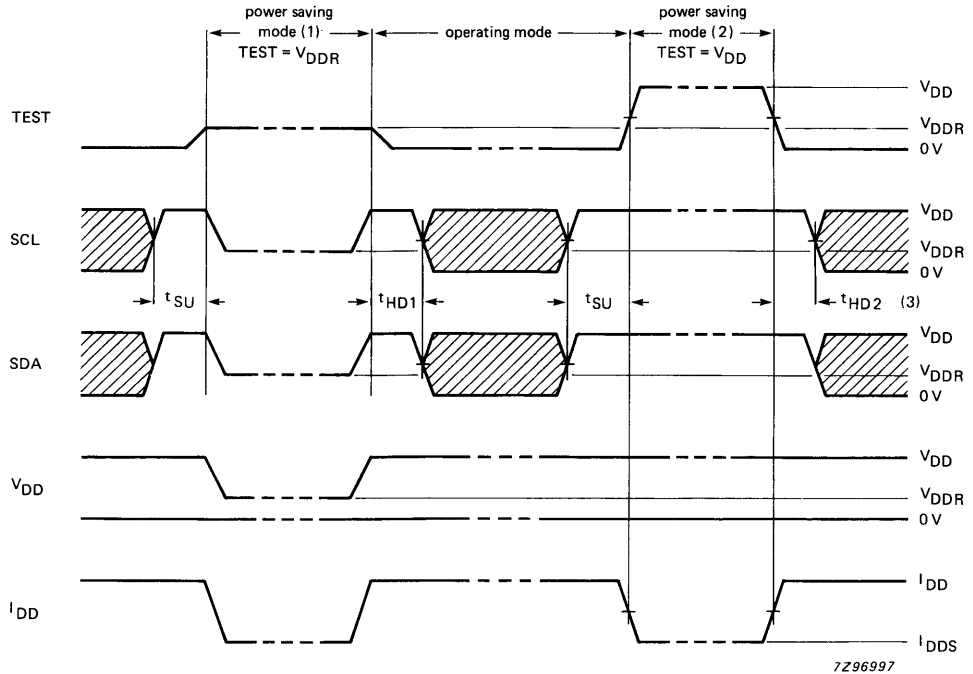 power saving
mode (1)
TEST = VDDR
operating mode
power saving
mode (2)
TEST = VDD
TEST
VDD
VDDR
0 V
SCL
VDD
VDDR
0 V
tSU
tHD1
tSU
tHD2 (3)
SDA
VDD
VDDR
0 V
VDD
VDD
VDDR
0 V
IDD
IDD
IDDS
7Z96997